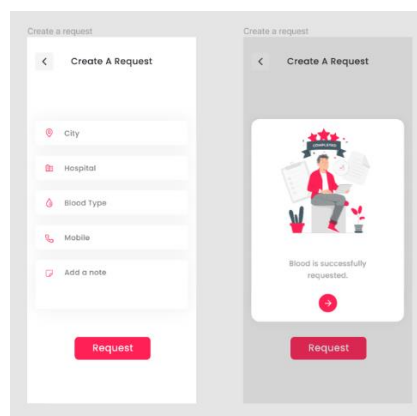 Create a request
Create A Request
City
Hospital
Blood Type
Mobile
Add a note
Request
Create a request
Create A Request
COMPLETED
Blood is successfully
requested.
Request